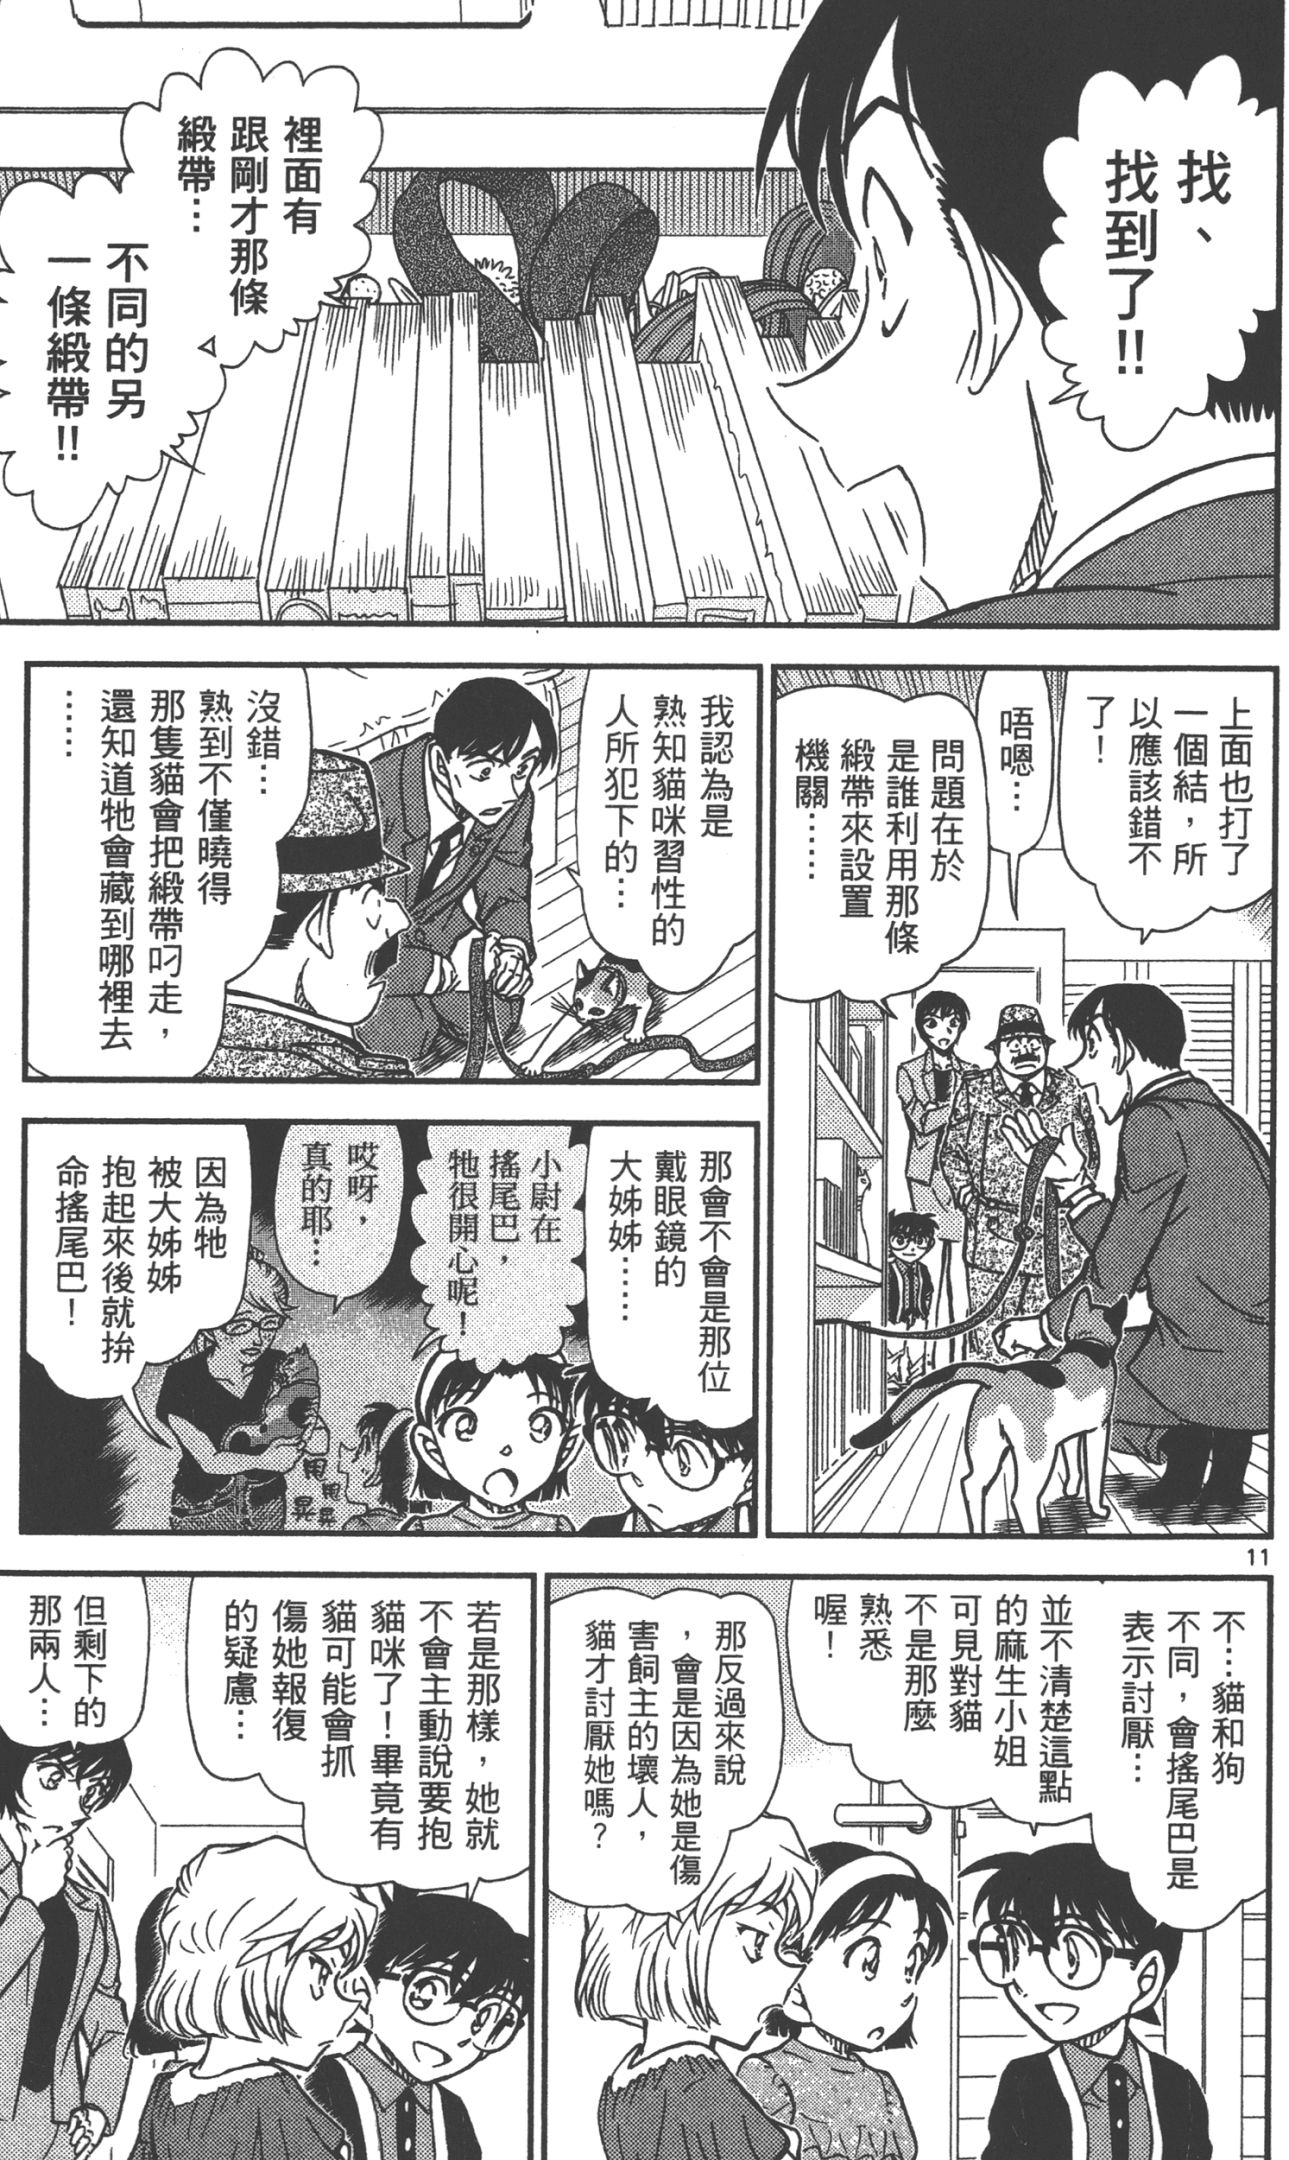 找、
找到了!!
裡面有
跟剛才那條
緞帶…
不同的另
一條緞帶!!
上面也打了
一個結，所
以應該錯不
了！
唔嗯…
問題在於
是誰利用那條
緞帶來設置
機關……
我認為是
熟知貓咪習性的
人所犯下的…
沒錯…
熟到不僅曉得
那隻貓會把緞帶叼走，
還知道牠會藏到哪裡去
……
那會不會是那位
戴眼鏡的
大姊姊……
小尉在
搖尾巴，
牠很開心呢！
哎呀，
真的耶…
因為牠
被大姊姊
抱起來後就拚
命搖尾巴！
甩甩
晃晃
11
不…貓和狗
不同，會搖尾巴是
表示討厭…
並不清楚這點
的麻生小姐
可見對貓
不是那麼
熟悉
喔！
那反過來說
，會是因為她是傷
害飼主的壞人，
貓才討厭她嗎？
若是那樣，她就
不會主動說要抱
貓咪了！畢竟有
貓可能會抓
傷她報復
的疑慮…
但剩下的
那兩人…